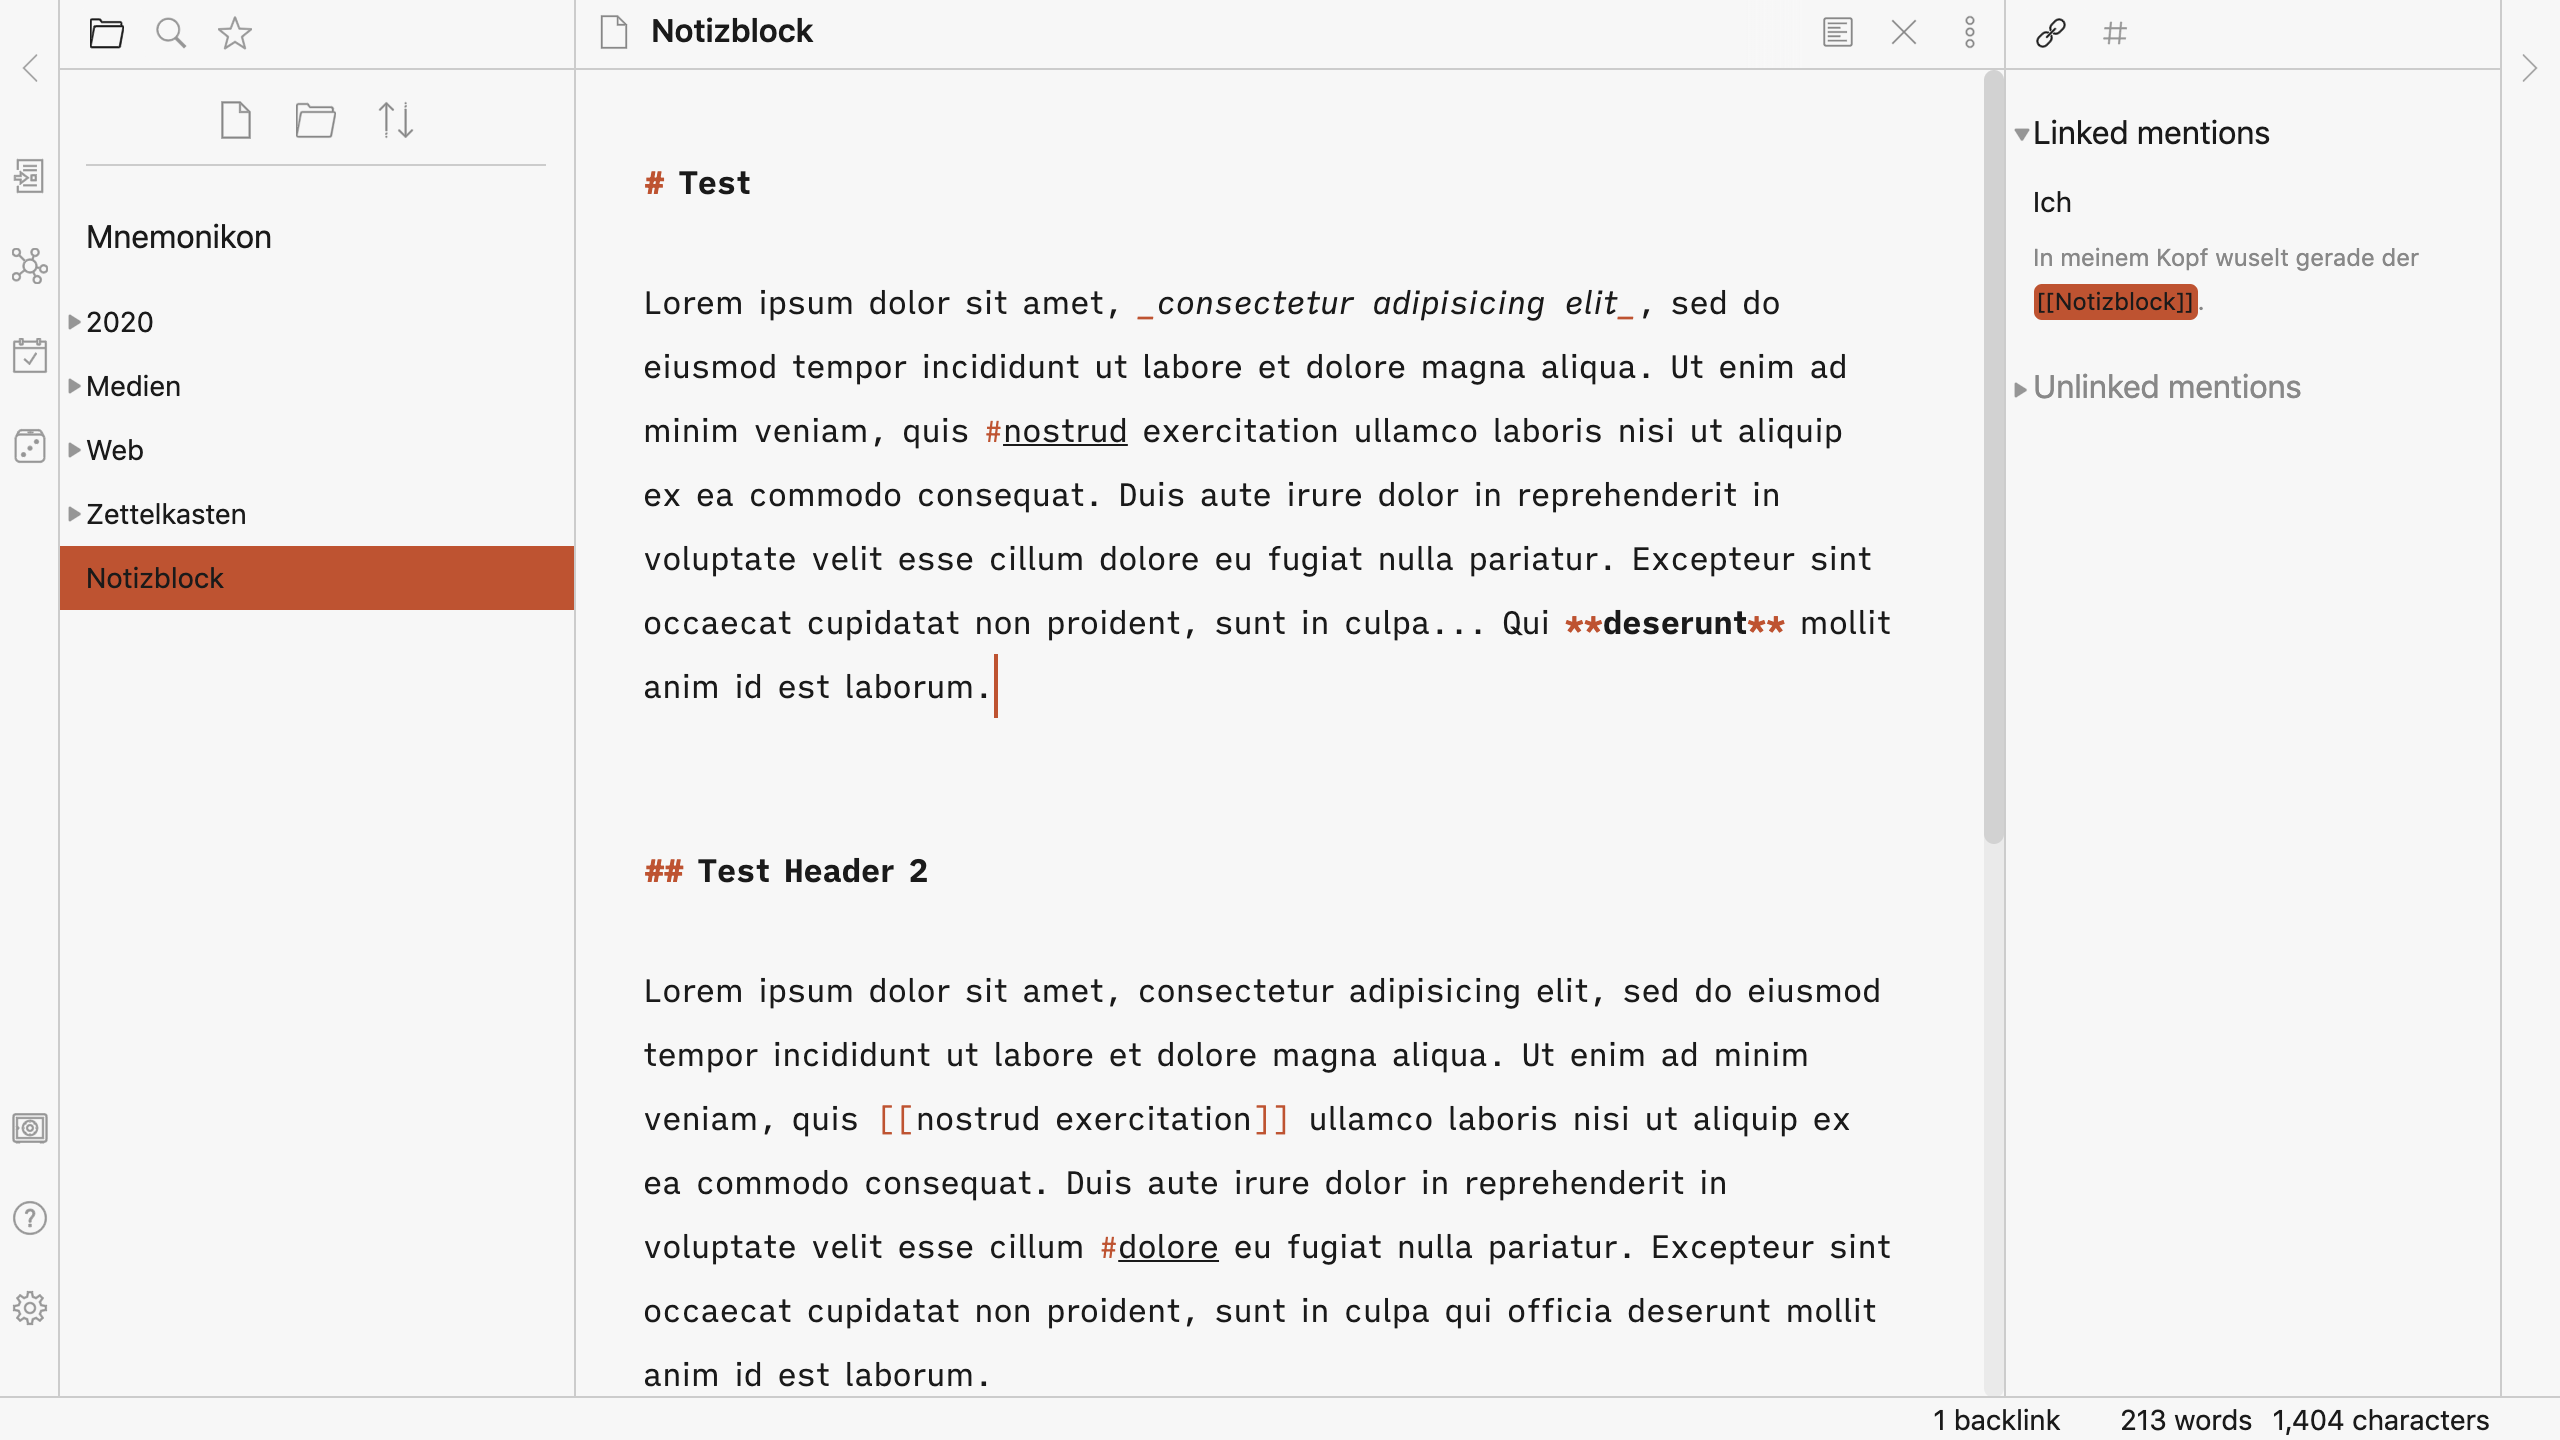 Notizblock
Mnemonikon
2020
Medien
Web
Zettelkasten
Notizblock
# Test
Lorem ipsum dolor sit amet, _consectetur adipisicing elit_, sed do
eiusmod tempor incididunt ut labore et dolore magna aliqua. Ut enim ad
minim veniam, quis #nostrud exercitation ullamco laboris nisi ut aliquip
ex ea commodo consequat. Duis aute irure dolor in reprehenderit in
voluptate velit esse cillum dolore eu fugiat nulla pariatur. Excepteur sint
occaecat cupidatat non proident, sunt in culpa... Qui **deserunt** mollit
anim id est laborum.
## Test Header 2
Lorem ipsum dolor sit amet, consectetur adipisicing elit, sed do eiusmod
tempor incididunt ut labore et dolore magna aliqua. Ut enim ad minim
veniam, quis [[nostrud exercitation]] ullamco laboris nisi ut aliquip ex
ea commodo consequat. Duis aute irure dolor in reprehenderit in
voluptate velit esse cillum #dolore eu fugiat nulla pariatur. Excepteur sint
occaecat cupidatat non proident, sunt in culpa qui officia deserunt mollit
anim id est laborum.
Linked mentions
Ich
In meinem Kopf wuselt gerade der
[[Notizblock]].
Unlinked mentions
1 backlink 213 words 1,404 characters